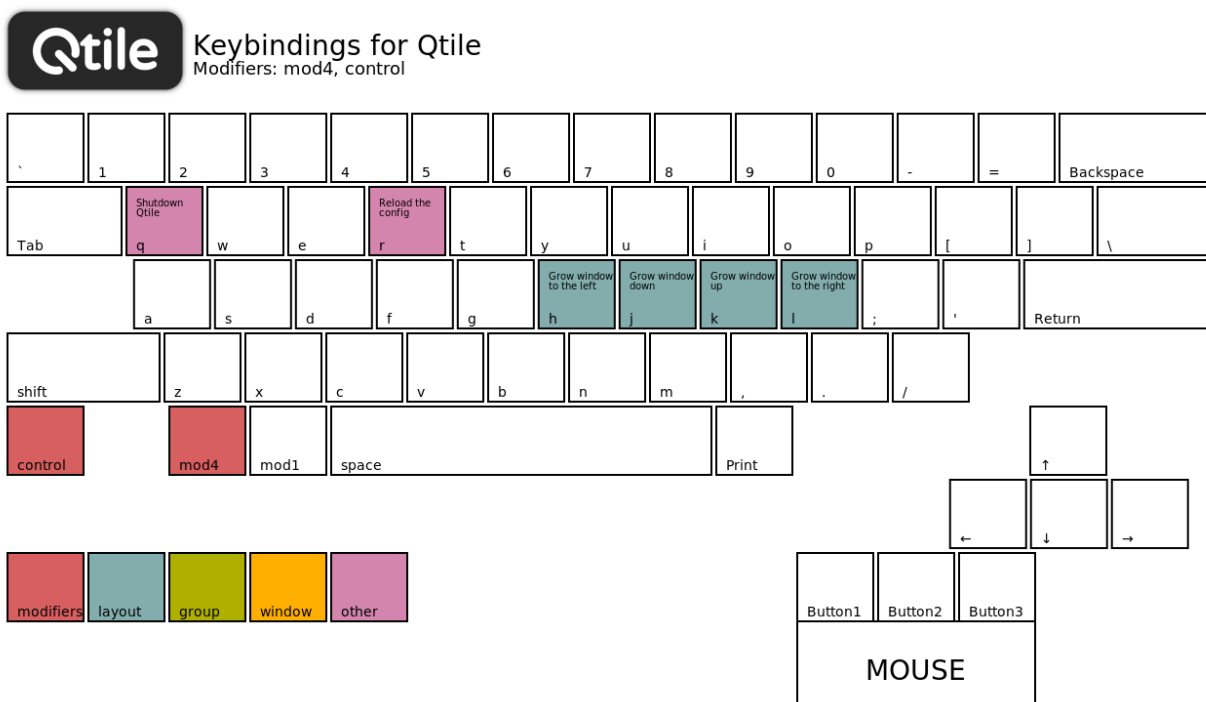 Qtile
Keybindings for Qtile
Modifiers: mod4, control
`
1
2
3
4
5
6
7
8
9
0
-
=
Backspace
Tab
Shutdown
Qtile
q
w
e
Reload the
config
r
t
y
u
i
o
p
[
]
\
a
s
d
f
g
Grow window
to the left
h
Grow window
down
j
Grow window
up
k
Grow window
to the right
l
;
'
Return
shift
z
x
c
v
b
n
m
,
.
/
control
mod4
mod1
space
Print
↑
←
↓
→
modifiers
layout
group
window
other
Button1
Button2
Button3
MOUSE